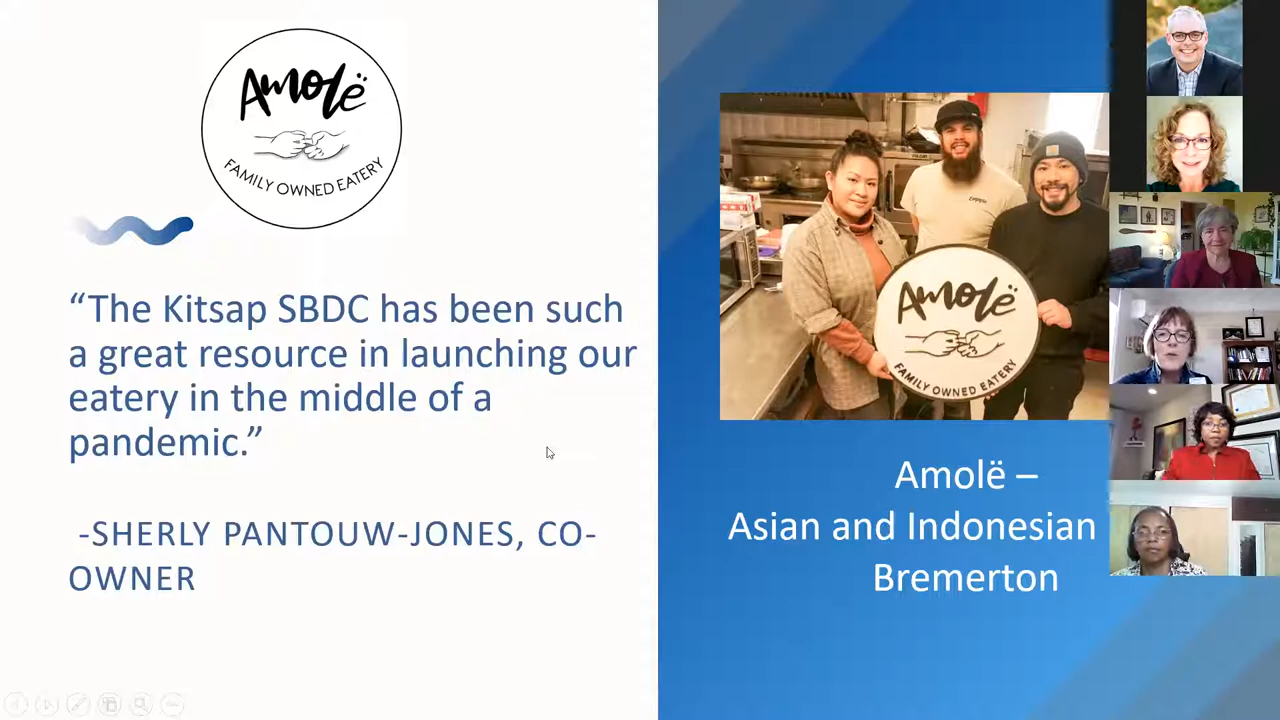 Amolë
FAMILY OWNED EATERY
“The Kitsap SBDC has been such
a great resource in launching our
eatery in the middle of a
pandemic.”
-SHERLY PANTOUW-JONES, CO-
OWNER
Amolë
FAMILY OWNED EATERY
Amolë –
Asian and Indonesian
Bremerton